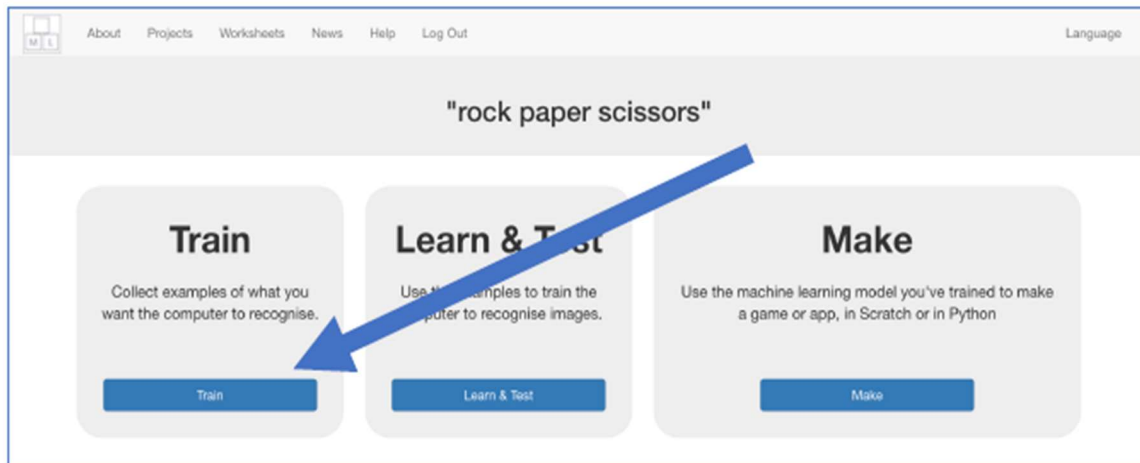 M L
About Projects Worksheets News Help Log Out Language
"rock paper scissors"
Train
Collect examples of what you
want the computer to recognise.
Train
Learn &
Use the examples to train the
computer to recognise images.
Learn & Test
Make
Use the machine learning model you've trained to make
a game or app, in Scratch or in Python
Make